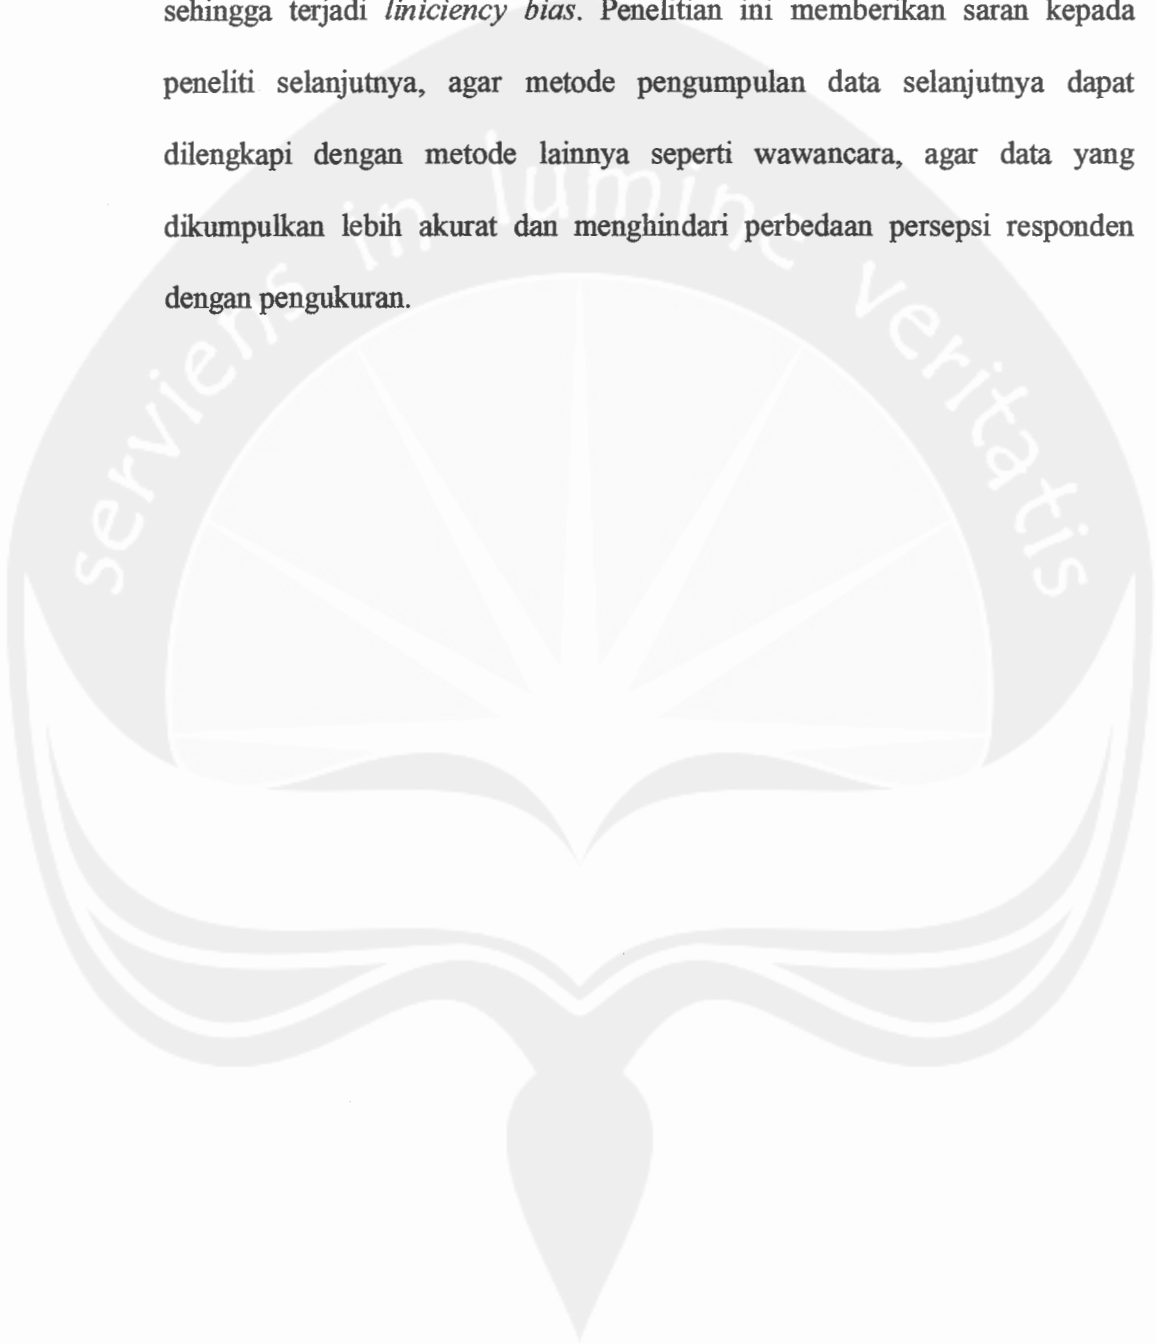 sehingga terjadi liniciency bias. Penelitian ini memberikan saran kepada
peneliti selanjutnya, agar metode pengumpulan data selanjutnya dapat
dilengkapi dengan metode lainnya seperti wawancara, agar data yang
dikumpulkan lebih akurat dan menghindari perbedaan persepsi responden
dengan pengukuran.
serviens in lumine veritatis